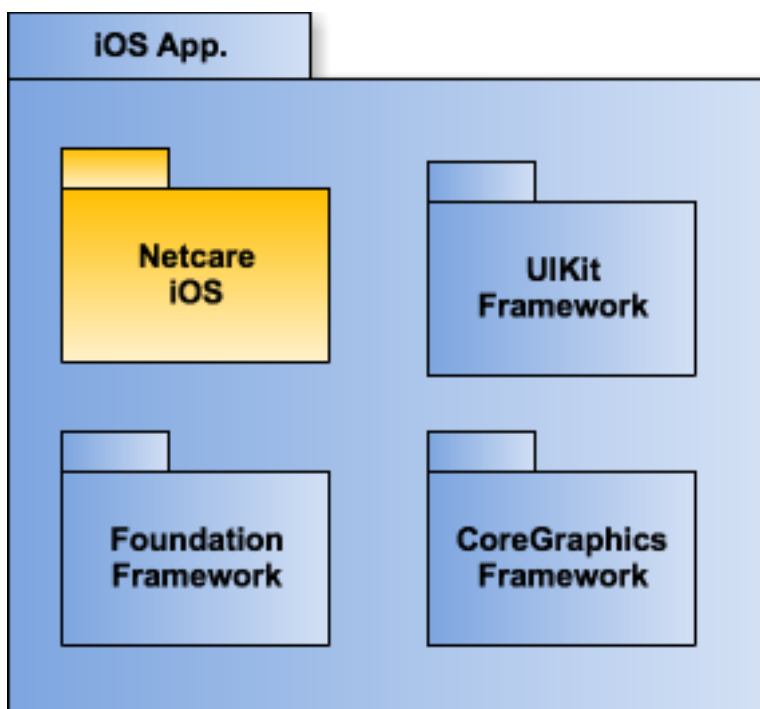 iOS App.
Netcare
iOS
UIKit
Framework
Foundation
Framework
CoreGraphics
Framework